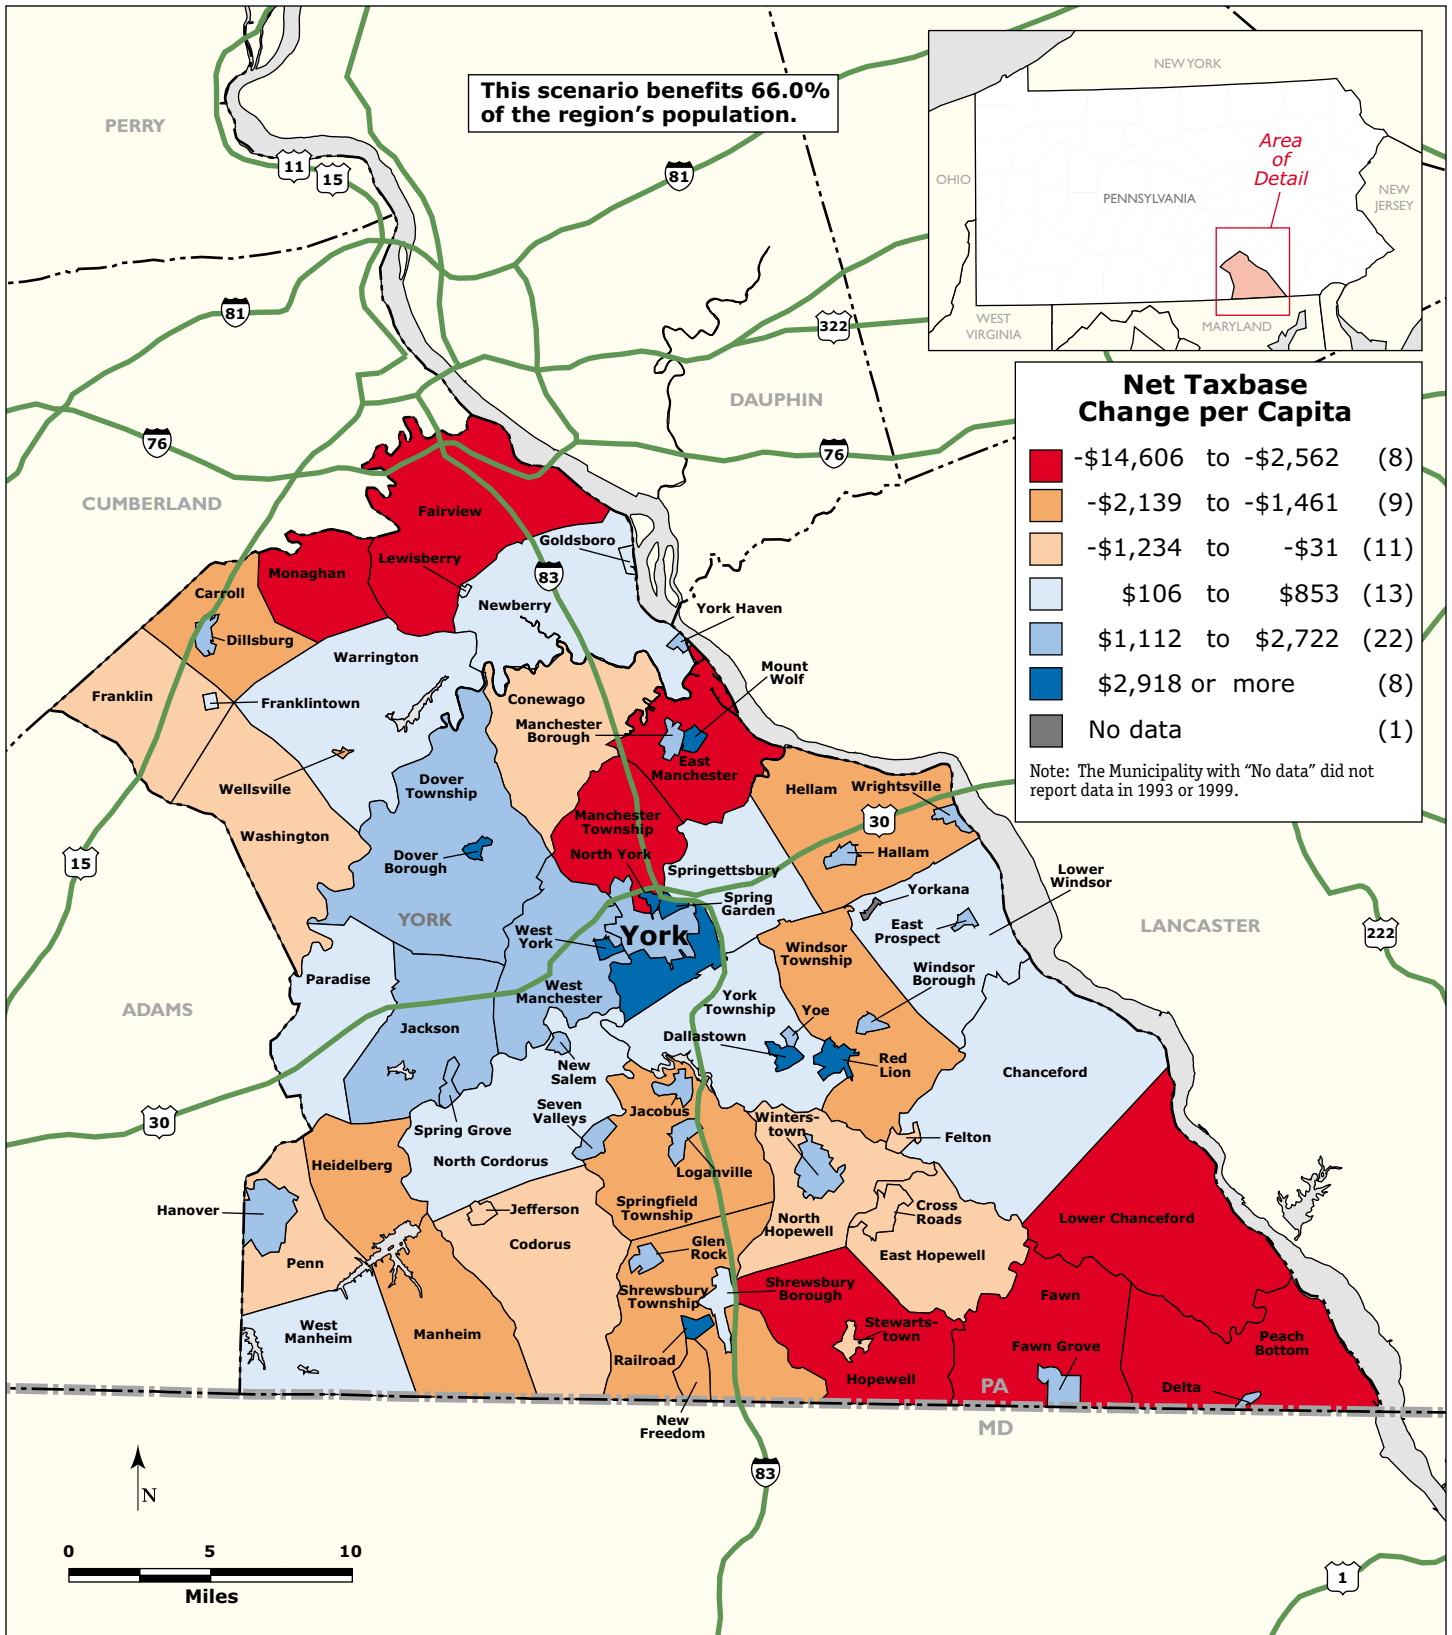 This scenario benefits 66.0%
of the region's population.
PERRY
11
15
81
NEW YORK
OHIO
PENNSYLVANIA
Area
of
Detail
NEW
JERSEY
WEST
VIRGINIA
MARYLAND
81
322
DAUPHIN
76
76
CUMBERLAND
Net Taxbase
Change per Capita
-$14,606 to -$2,562 (8)
-$2,139 to -$1,461 (9)
-$1,234 to -$31 (11)
$106 to $853 (13)
$1,112 to $2,722 (22)
$2,918 or more (8)
No data (1)
Note: The Municipality with “No data” did not
report data in 1993 or 1999.
Fairview
Goldsboro
Lewisberry
Monaghan
83
Carroll
Newberry
York Haven
Dillsburg
Warrington
Mount
Wolf
Franklin
Franklintown
Conewago
Manchester
Borough
East
Manchester
Wellsville
Dover
Township
Hellam
Wrightsville
30
Washington
Manchester
Township
15
Dover
Borough
North York
Springettsbury
Hallam
Lower
Windsor
Yorkana
Spring
Garden
YORK
West
York
York
East
Prospect
LANCASTER
222
Windsor
Township
Paradise
Windsor
Borough
West
Manchester
York
Township
ADAMS
Yoe
Jackson
Dallastown
Red
Lion
New
Salem
Chanceford
30
Seven
Valleys
Jacobus
Winters-
town
Spring Grove
Felton
North Cordorus
Heidelberg
Loganville
Hanover
Jefferson
Springfield
Township
Cross
Roads
North
Hopewell
Lower Chanceford
Codorus
Glen
Rock
East Hopewell
Penn
Shrewsbury
Township
Shrewsbury
Borough
Fawn
West
Manheim
Manheim
Stewarts-
town
Peach
Bottom
Fawn Grove
Railroad
Hopewell
PA
Delta
New
Freedom
MD
83
N
0 5 10
Miles
1